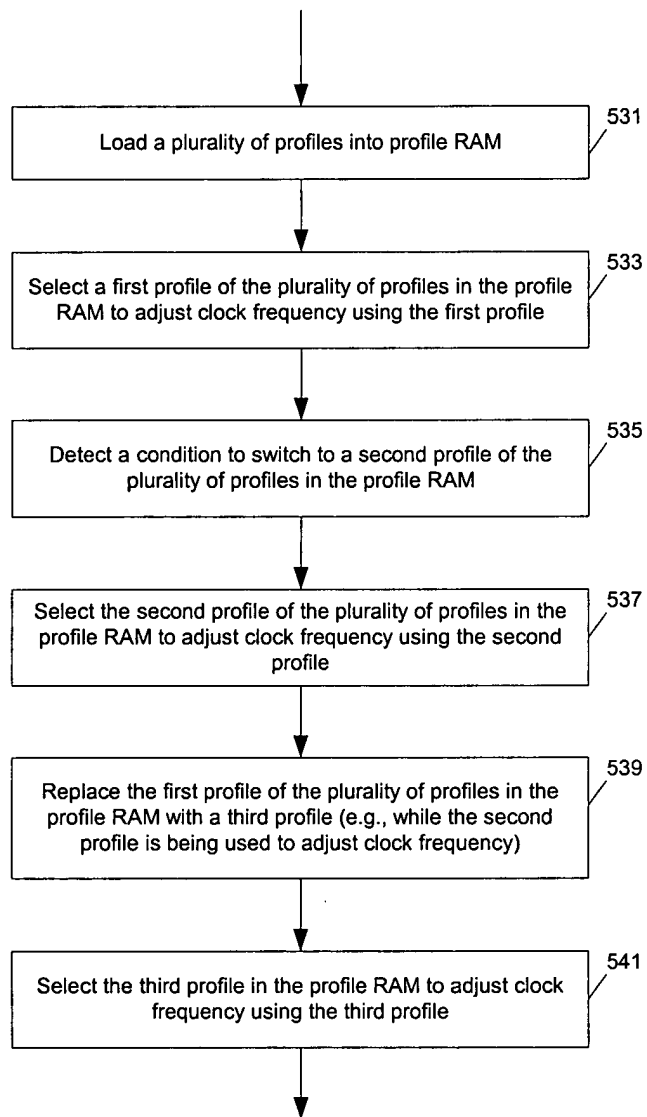 531
Load a plurality of profiles into profile RAM
533
Select a first profile of the plurality of profiles in the profile
RAM to adjust clock frequency using the first profile
535
Detect a condition to switch to a second profile of the
plurality of profiles in the profile RAM
537
Select the second profile of the plurality of profiles in the
profile RAM to adjust clock frequency using the second
profile
539
Replace the first profile of the plurality of profiles in the
profile RAM with a third profile (e.g., while the second
profile is being used to adjust clock frequency)
541
Select the third profile in the profile RAM to adjust clock
frequency using the third profile